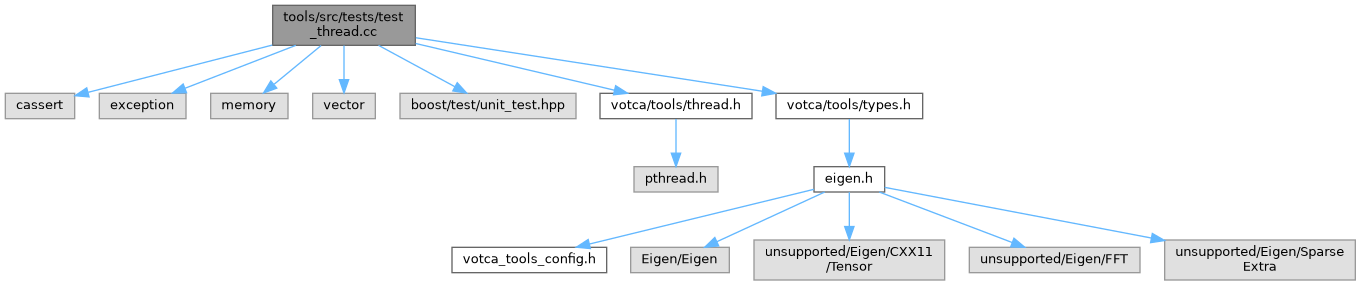 tools/src/tests/test
_thread.cc
cassert
exception
memory
vector
boost/test/unit_test.hpp
votca/tools/thread.h
votca/tools/types.h
pthread.h
eigen.h
votca_tools_config.h
Eigen/Eigen
unsupported/Eigen/CXX11
/Tensor
unsupported/Eigen/FFT
unsupported/Eigen/Sparse
Extra